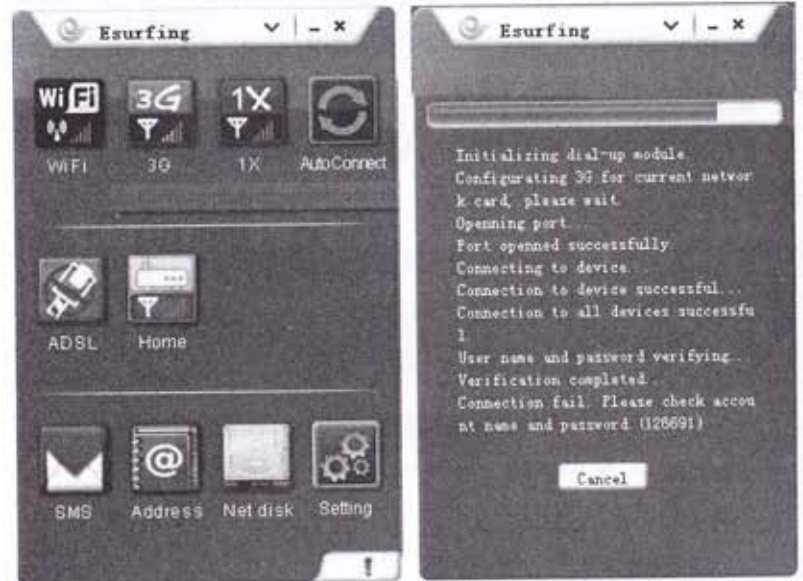 Esurfing
WiFi
3G
1X
WiFi
3G
1X
AutoConnect
ADSL
Home
@
SMS
Address
Net disk
Setting
!
Esurfing
Initializing dial-up module
Configurating 3G for current networ
k card, please wait
Openning port...
Port openned successfully
Connecting to device...
Connection to device successful...
Connection to all devices successfu
l
User name and password verifying...
Verification completed...
Connection fail. Please check accou
nt name and password (126691)
Cancel